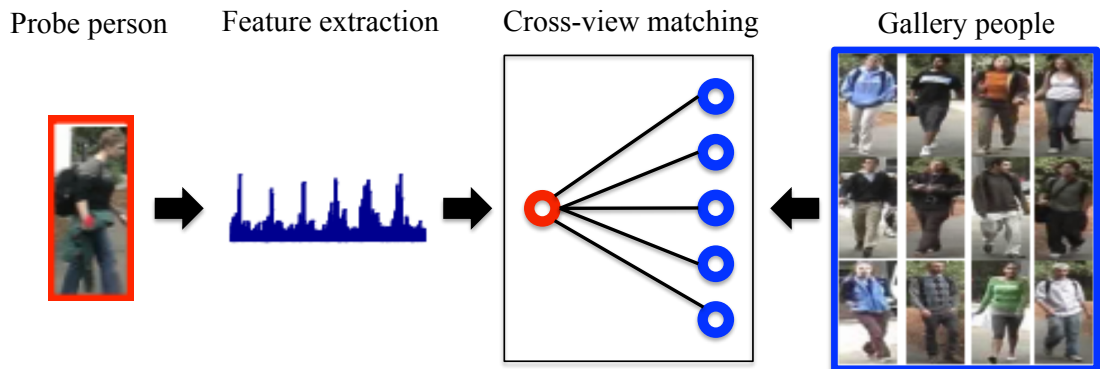 Probe person
Feature extraction
Cross-view matching
Gallery people